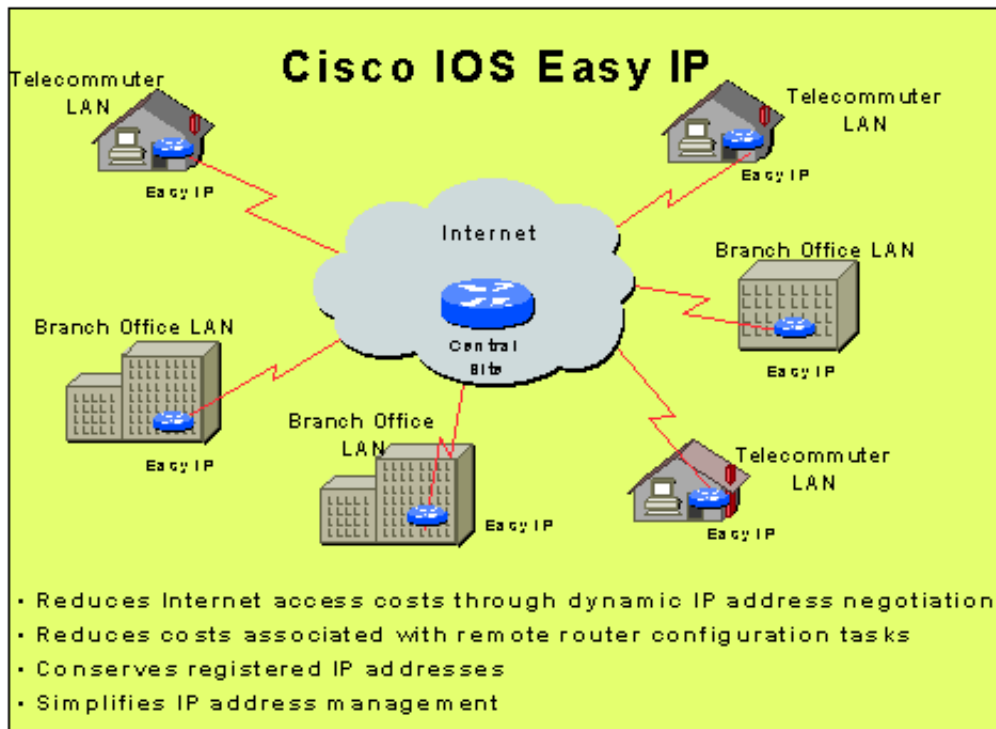 Cisco IOS Easy IP
Telecommuter
LAN
Easy IP
Telecommuter
LAN
Easy IP
Internet
Central
Site
Branch Office LAN
Easy IP
Branch Office LAN
Easy IP
Branch Office
LAN
Easy IP
Telecommuter
LAN
Easy IP
• Reduces Internet access costs through dynamic IP address negotiation
• Reduces costs associated with remote router configuration tasks
• Conserves registered IP addresses
• Simplifies IP address management